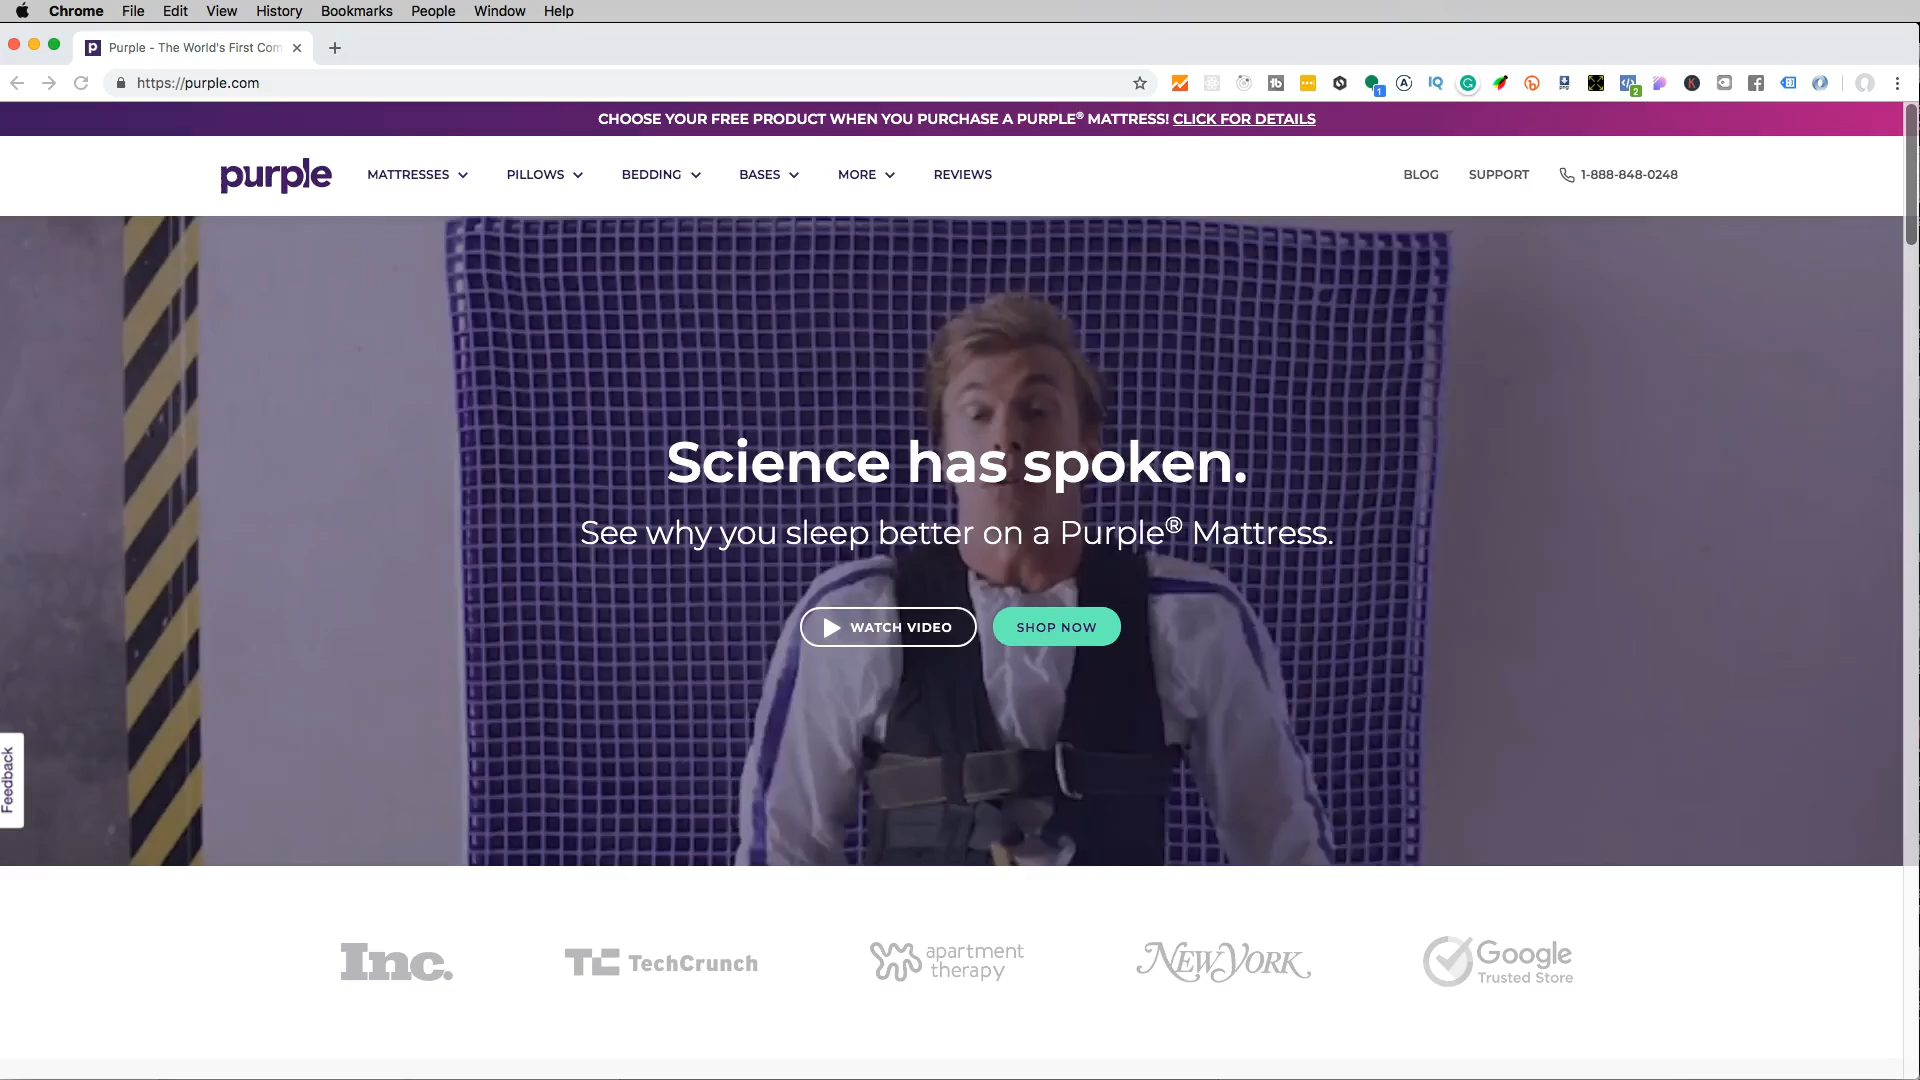 Chrome File Edit View History Bookmarks People Window Help
Purple - The World's First Com
https://purple.com
CHOOSE YOUR FREE PRODUCT WHEN YOU PURCHASE A PURPLE® MATTRESS! CLICK FOR DETAILS
purple MATTRESSES PILLOWS BEDDING BASES MORE REVIEWS BLOG SUPPORT 1-888-848-0248
Science has spoken.
See why you sleep better on a Purple® Mattress.
WATCH VIDEO SHOP NOW
Feedback
Inc. TC TechCrunch apartment therapy NEW YORK Google Trusted Store